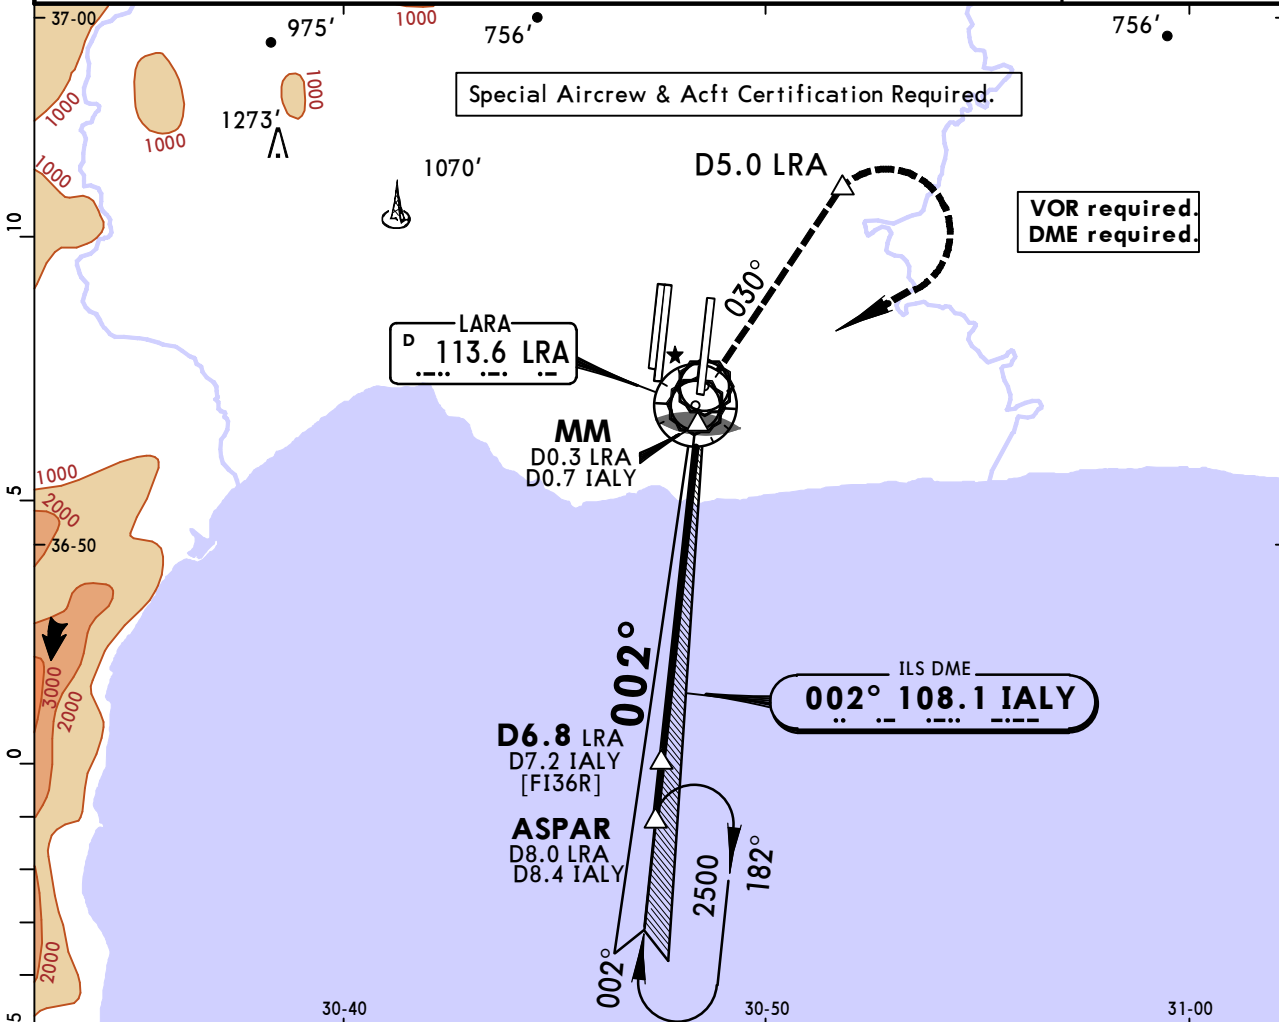 37-00
975'
1000
756'
756'
Special Aircrew & Acft Certification Required.
1000
1000
1273'
1000
1000
1070'
D5.0 LRA
VOR required.
DME required.
10
030°
LARA
D 113.6 LRA
MM
D0.3 LRA
D0.7 IALY
1000
2000
5
36-50
002°
ILS DME
002° 108.1 IALY
3000
2000
D6.8 LRA
D7.2 IALY
[FI36R]
0
ASPAR
D8.0 LRA
D8.4 IALY
2500
182°
002°
2000
30-40
30-50
31-00
5